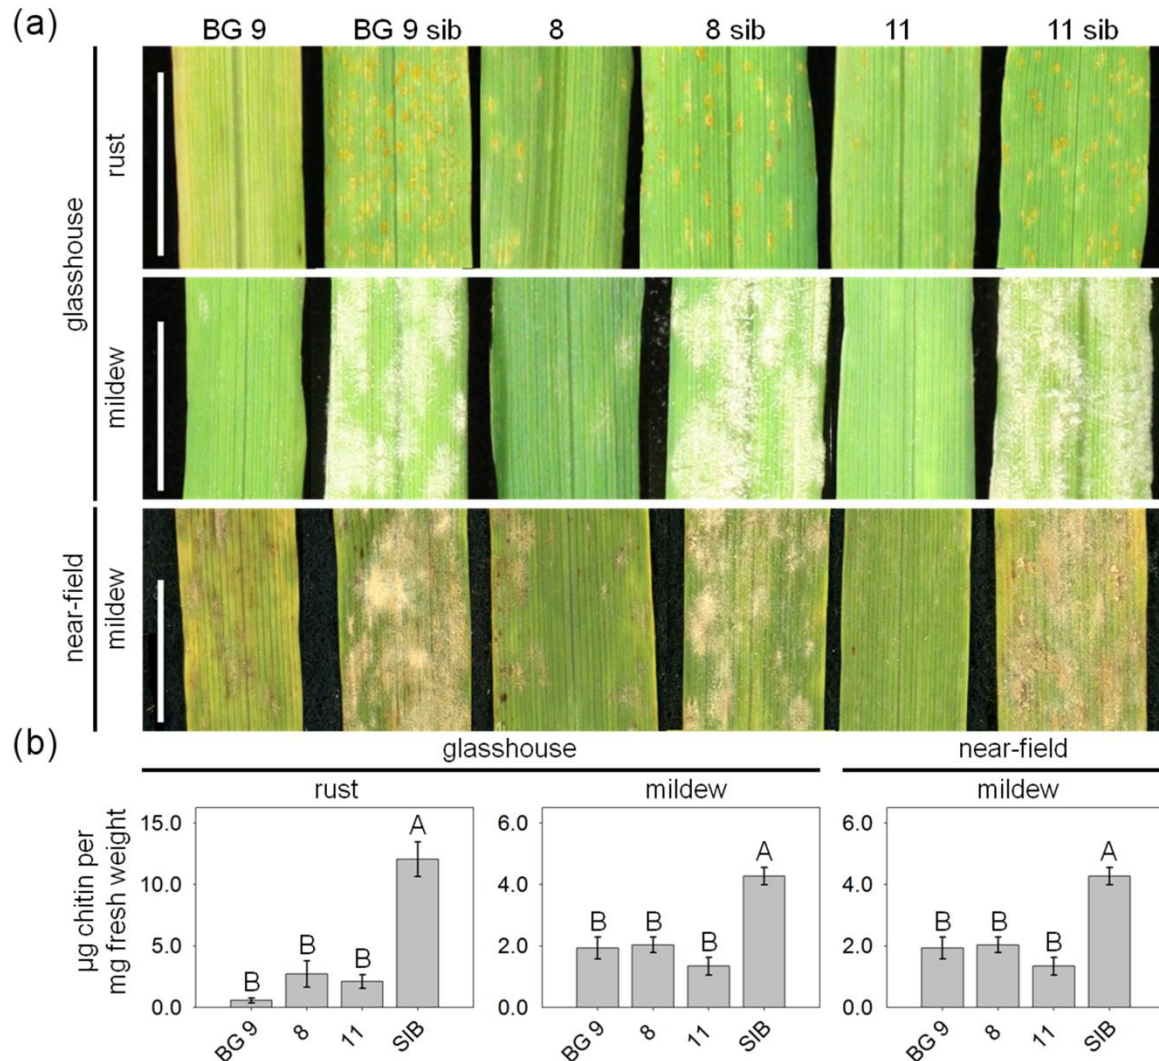 (a)
BG 9 BG 9 sib 8 8 sib 11 11 sib
glasshouse
rust
mildew
near-field
mildew
(b)
glasshouse near-field
rust mildew mildew
µg chitin per
mg fresh weight
15.0
12.0
5.0
0.0
B
B
B
A
BG 9
8
11
SIB
6.0
4.0
2.0
0.0
B
B
B
A
BG 9
8
11
SIB
6.0
4.0
2.0
0.0
B
B
B
A
BG 9
8
11
SIB